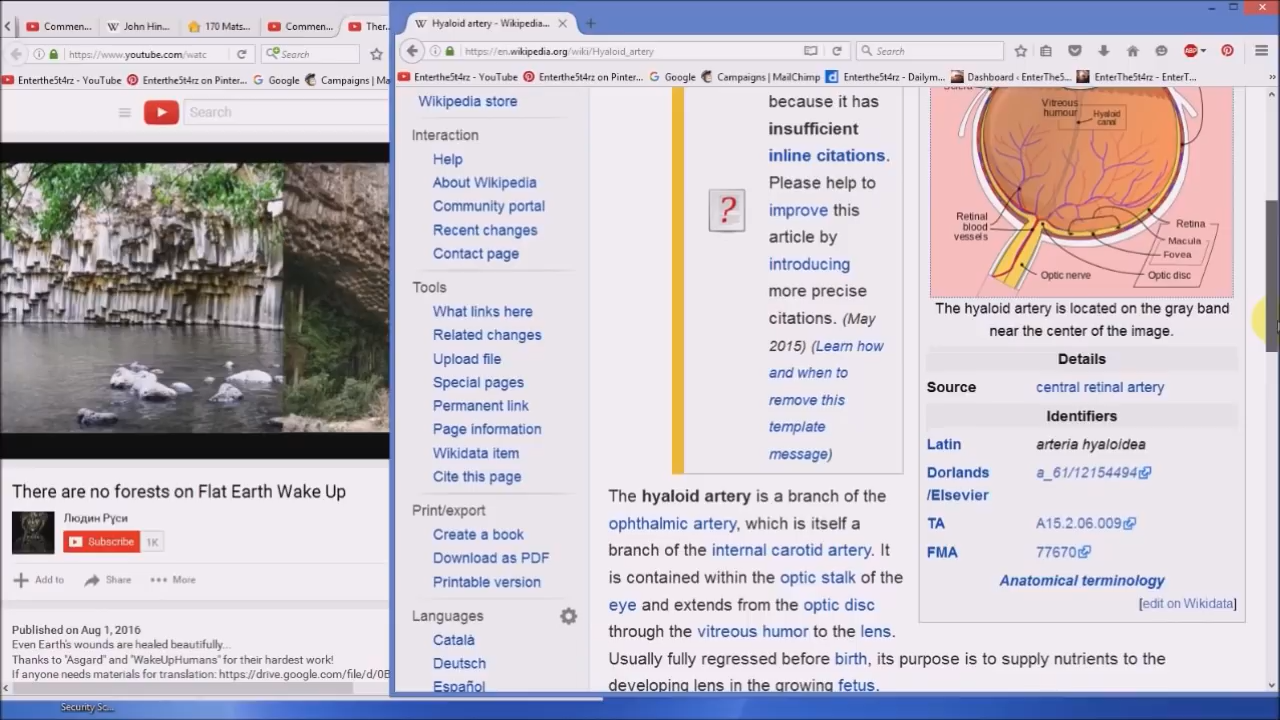 Commen...
John Hin...
170 Mats...
Commen...
Ther...
https://www.youtube.com/watc
Search
Enterthe5t4rz - YouTube
Enterthe5t4rz on Pinter...
Google
Campaigns | Ma
Search
There are no forests on Flat Earth Wake Up
Людин Рȣси
Subscribe
1K
Add to
Share
More
Published on Aug 1, 2016
Even Earth's wounds are healed beautifully...
Thanks to "Asgard" and "WakeUpHumans" for their hardest work!
If anyone needs materials for translation: https://drive.google.com/file/d/0B
Security Sc...
Hyaloid artery - Wikipedia...
https://en.wikipedia.org/wiki/Hyaloid_artery
Search
ABP
Enterthe5t4rz - YouTube
Enterthe5t4rz on Pinter...
Google
Campaigns | MailChimp
Enterthe5t4rz - Dailym...
Dashboard ‹ EnterThe5...
EnterThe5t4rz - EnterT...
Wikipedia store
Interaction
Help
About Wikipedia
Community portal
Recent changes
Contact page
Tools
What links here
Related changes
Upload file
Special pages
Permanent link
Page information
Wikidata item
Cite this page
Print/export
Create a book
Download as PDF
Printable version
Languages
Català
Deutsch
Español
because it has
insufficient
inline citations.
Please help to
improve this
article by
introducing
more precise
citations. (May
2015) (Learn how
and when to
remove this
template
message)
The hyaloid artery is a branch of the
ophthalmic artery, which is itself a
branch of the internal carotid artery. It
is contained within the optic stalk of the
eye and extends from the optic disc
through the vitreous humor to the lens.
Usually fully regressed before birth, its purpose is to supply nutrients to the
developing lens in the growing fetus.
Vitreous
humour
Hyaloid
canal
Retinal
blood
vessels
Retina
Macula
Fovea
Optic nerve
Optic disc
The hyaloid artery is located on the gray band
near the center of the image.
Details
Source central retinal artery
Identifiers
Latin arteria hyaloidea
Dorlands a_61/12154494
/Elsevier
TA A15.2.06.009
FMA 77670
Anatomical terminology
[edit on Wikidata]